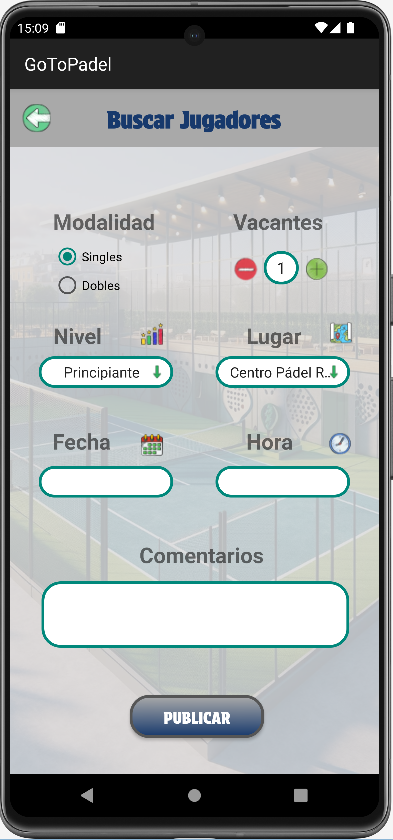 15:09
GoToPadel
Buscar Jugadores
Modalidad
Vacantes
Singles
1
Dobles
Nivel
Lugar
Principiante
Centro Pádel R...
Fecha
Hora
Comentarios
PUBLICAR